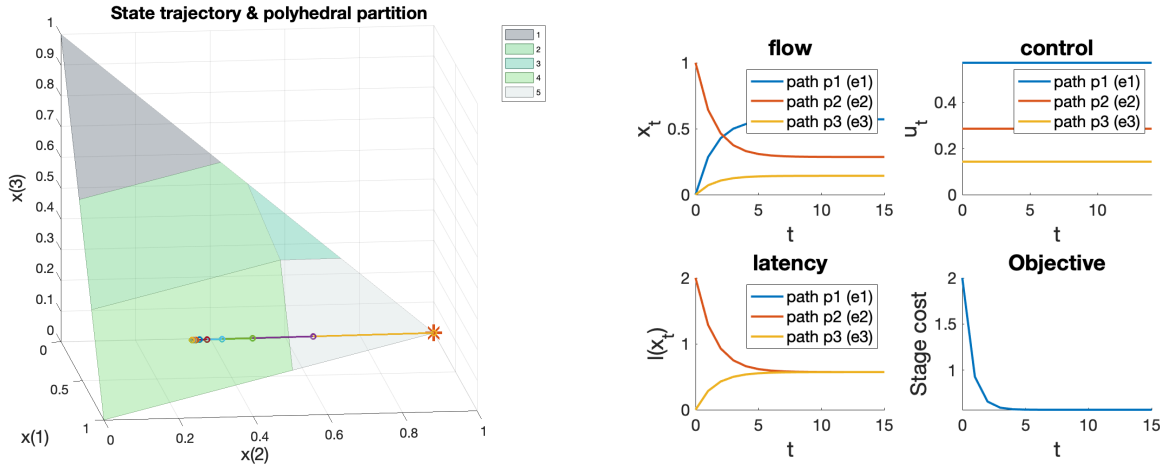 State trajectory & polyhedral partition
1
0.9
0.8
0.7
0.6
0.5
0.4
0.3
0.2
0.1
0
x(3)
0
0.5
1
x(1)
0
0.2
0.4
0.6
0.8
1
x(2)
1
2
3
4
5
flow
1
0.5
0
x_t
path p1 (e1)
path p2 (e2)
path p3 (e3)
0 5 10 15
t
control
0.4
0.2
0
u_t
path p1 (e1)
path p2 (e2)
path p3 (e3)
0 10
t
latency
2
1
0
l(x_t)
path p1 (e1)
path p2 (e2)
path p3 (e3)
0 5 10 15
t
Objective
2
1
Stage cost
0 5 10 15
t